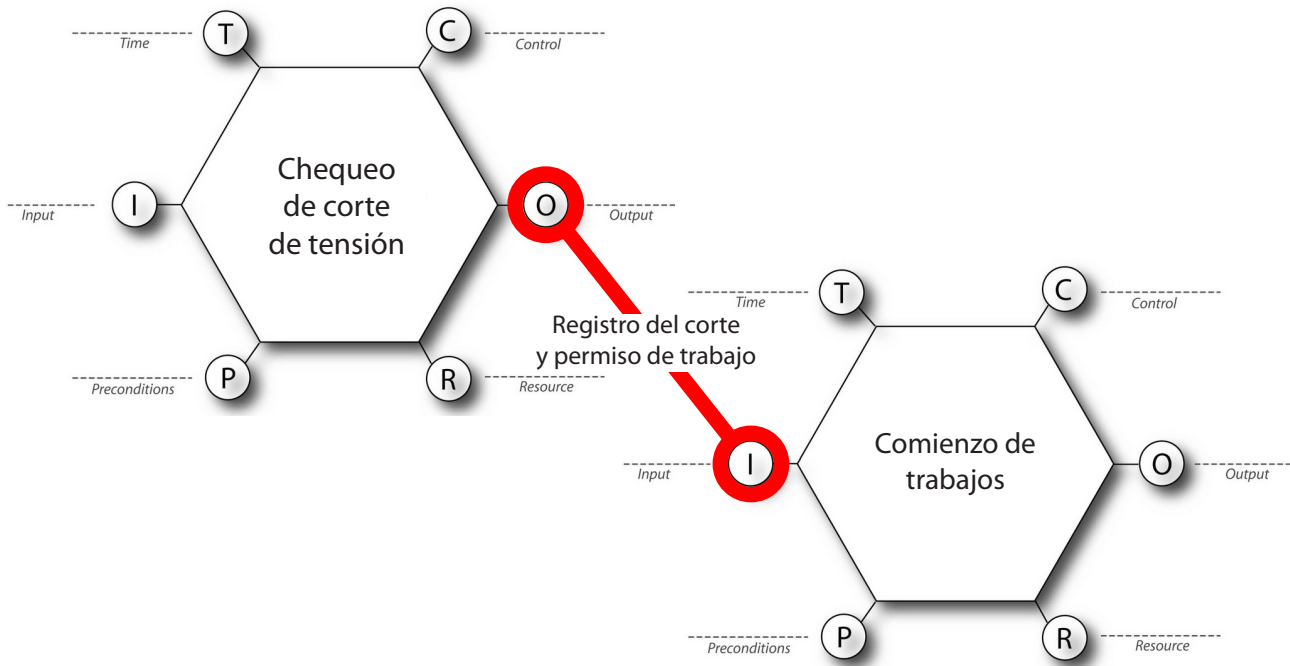 T
C
Time
Control
Chequeo
de corte
de tensión
I
O
Input
Output
P
R
Preconditions
Resource
Registro del corte
y permiso de trabajo
T
C
Time
Control
Comienzo de
trabajos
I
O
Input
Output
P
R
Preconditions
Resource